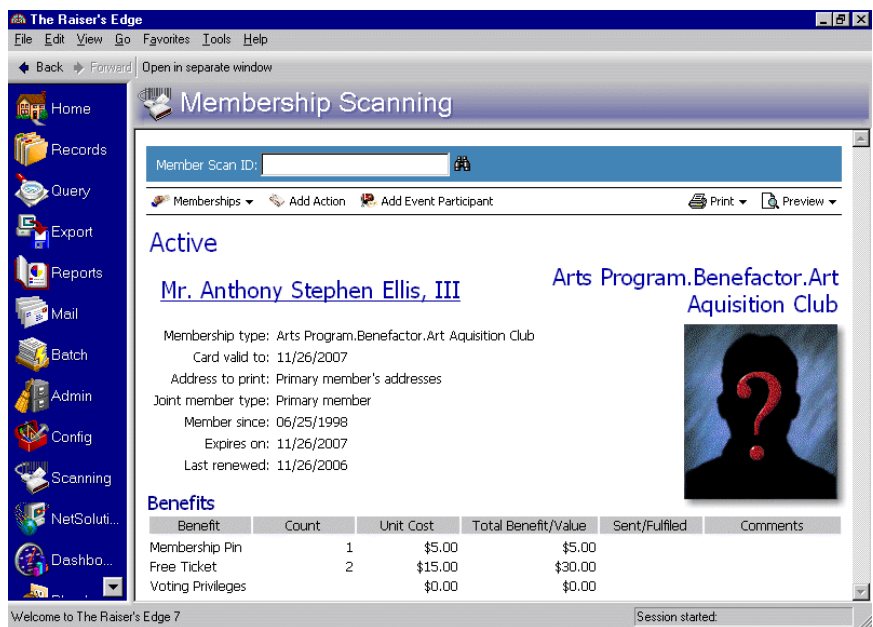 The Raiser's Edge
File Edit View Go Favorites Tools Help
Back Forward Open in separate window
Home
Records
Query
Export
Reports
Mail
Batch
Admin
Config
Scanning
NetSoluti...
Dashbo...
Membership Scanning
Member Scan ID:
Memberships Add Action Add Event Participant Print Preview
Active
Mr. Anthony Stephen Ellis, III
Arts Program.Benefactor.Art
Aquisition Club
Membership type: Arts Program.Benefactor.Art Aquisition Club
Card valid to: 11/26/2007
Address to print: Primary member's addresses
Joint member type: Primary member
Member since: 06/25/1998
Expires on: 11/26/2007
Last renewed: 11/26/2006
Benefits
Benefit Count Unit Cost Total Benefit/Value Sent/Fulfilled Comments
Membership Pin 1 $5.00 $5.00
Free Ticket 2 $15.00 $30.00
Voting Privileges $0.00 $0.00
Welcome to The Raiser's Edge 7 Session started: